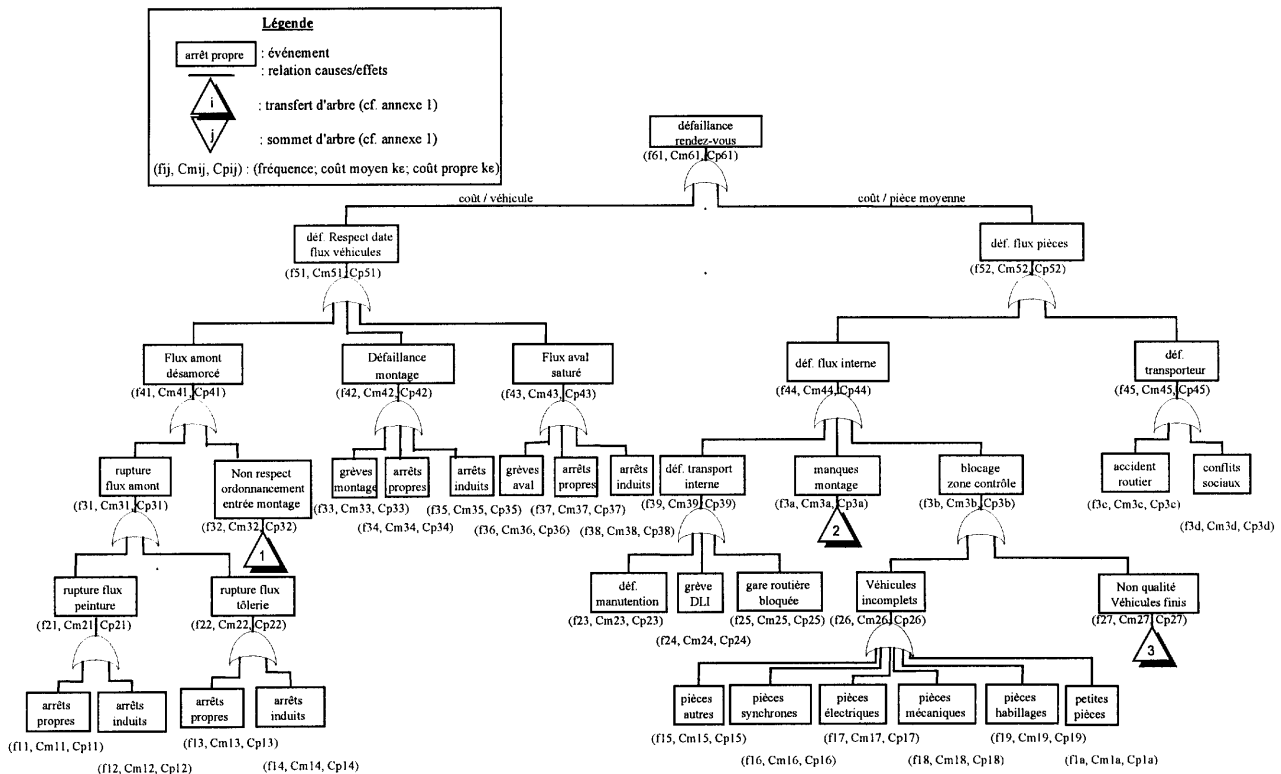 Légende
arrêt propre
: événement
: relation causes/effets
i
: transfert d'arbre (cf. annexe 1)
j
: sommet d'arbre (cf. annexe 1)
(fij, Cmij, Cpij) : (fréquence; coût moyen kε; coût propre kε)
défaillance
rendez-vous
(f61, Cm61, Cp61)
coût / véhicule
coût / pièce moyenne
déf. Respect date
flux véhicules
(f51, Cm51, Cp51)
déf. flux pièces
(f52, Cm52, Cp52)
Flux amont
désamorcé
(f41, Cm41, Cp41)
Défaillance
montage
(f42, Cm42, Cp42)
Flux aval
saturé
(f43, Cm43, Cp43)
déf. flux interne
(f44, Cm44, Cp44)
déf.
transporteur
(f45, Cm45, Cp45)
rupture
flux amont
(f31, Cm31, Cp31)
Non respect
ordonnancement
entrée montage
(f32, Cm32, Cp32)
1
grèves
montage
(f33, Cm33, Cp33)
arrêts
propres
(f34, Cm34, Cp34)
arrêts
induits
(f35, Cm35, Cp35)
grèves
aval
(f36, Cm36, Cp36)
arrêts
propres
(f37, Cm37, Cp37)
arrêts
induits
(f38, Cm38, Cp38)
déf. transport
interne
(f39, Cm39, Cp39)
manques
montage
(f3a, Cm3a, Cp3a)
2
blocage
zone contrôle
(f3b, Cm3b, Cp3b)
accident
routier
(f3c, Cm3c, Cp3c)
conflits
sociaux
(f3d, Cm3d, Cp3d)
rupture flux
peinture
(f21, Cm21, Cp21)
rupture flux
tôlerie
(f22, Cm22, Cp22)
déf.
manutention
(f23, Cm23, Cp23)
grève
DLI
(f24, Cm24, Cp24)
gare routière
bloquée
(f25, Cm25, Cp25)
Véhicules
incomplets
(f26, Cm26, Cp26)
Non qualité
Véhicules finis
(f27, Cm27, Cp27)
3
arrêts
propres
(f11, Cm11, Cp11)
arrêts
induits
(f12, Cm12, Cp12)
arrêts
propres
(f13, Cm13, Cp13)
arrêts
induits
(f14, Cm14, Cp14)
pièces
autres
(f15, Cm15, Cp15)
pièces
synchrones
(f16, Cm16, Cp16)
pièces
électriques
(f17, Cm17, Cp17)
pièces
mécaniques
(f18, Cm18, Cp18)
pièces
habillages
(f19, Cm19, Cp19)
petites
pièces
(f1a, Cm1a, Cp1a)